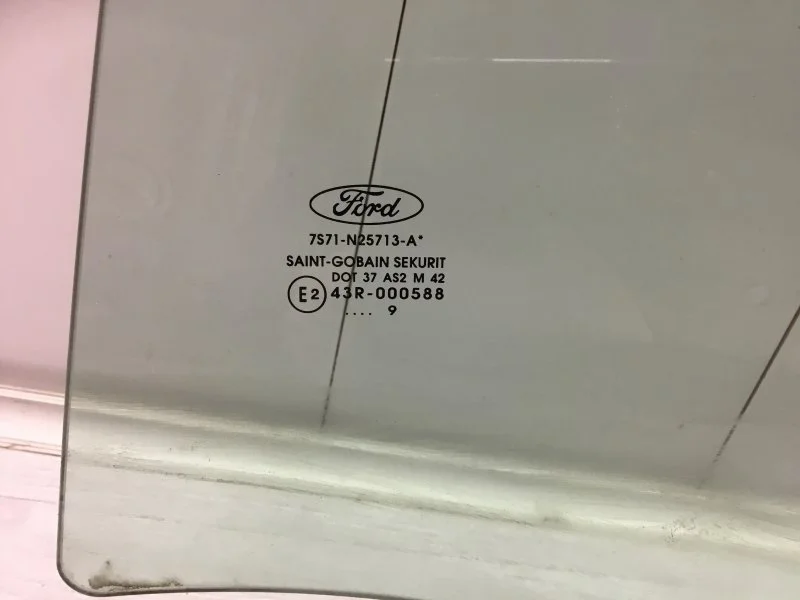 Ford
7S71-N25713-A*
SAINT-GOBAIN SEKURIT
DOT 37 AS2 M 42
E2 43R-000588
.... 9